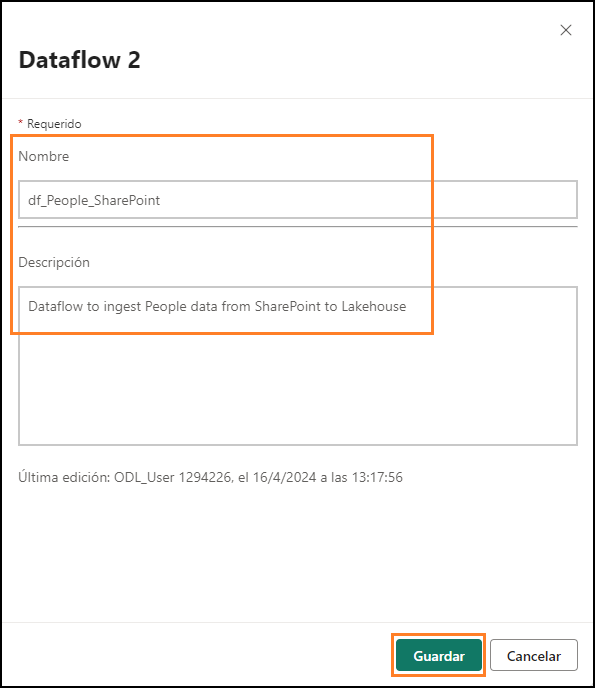 Dataflow 2
* Requerido
Nombre
df_People_SharePoint
Descripción
Dataflow to ingest People data from SharePoint to Lakehouse
Última edición: ODL_User 1294226, el 16/4/2024 a las 13:17:56
Guardar
Cancelar